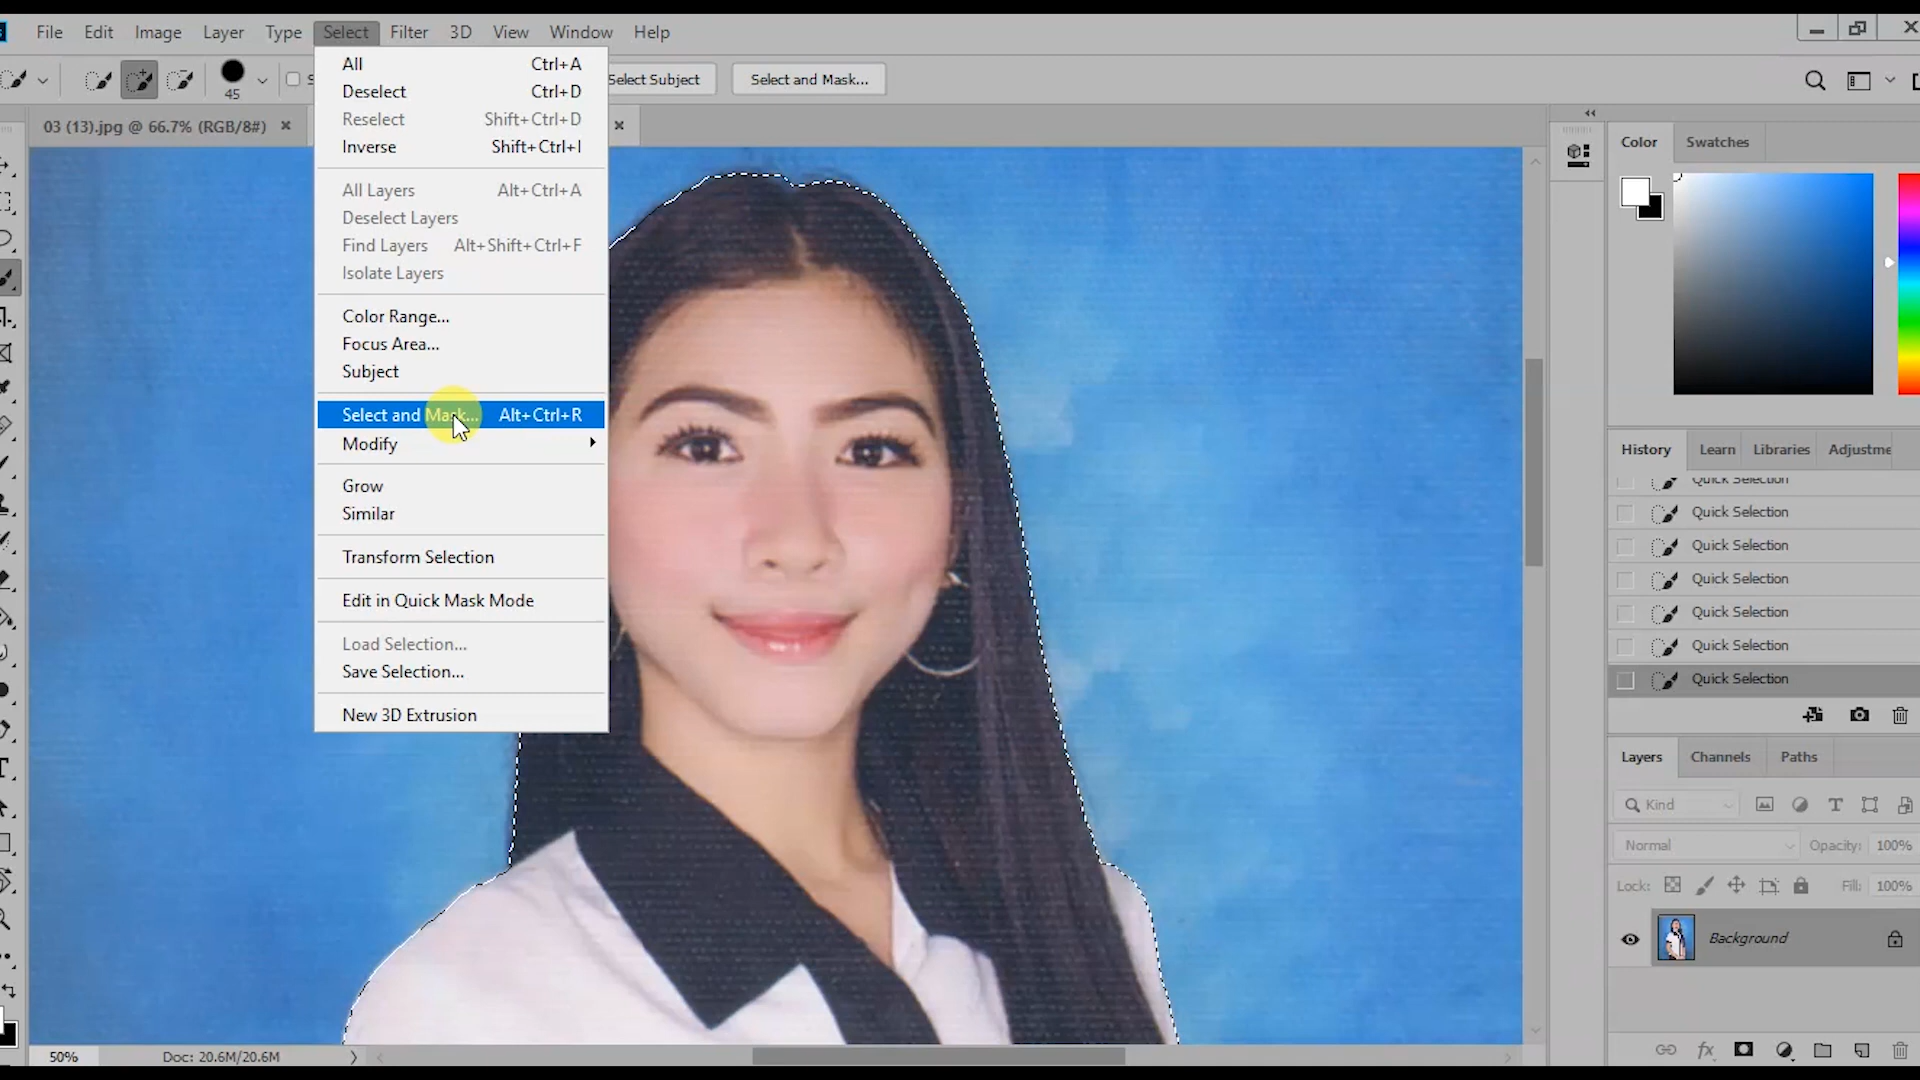 File Edit Image Layer Type Select Filter 3D View Window Help
45
Select Subject
Select and Mask...
03 (13).jpg @ 66.7% (RGB/8#)
All Ctrl+A
Deselect Ctrl+D
Reselect Shift+Ctrl+D
Inverse Shift+Ctrl+I
All Layers Alt+Ctrl+A
Deselect Layers
Find Layers Alt+Shift+Ctrl+F
Isolate Layers
Color Range...
Focus Area...
Subject
Select and Mask... Alt+Ctrl+R
Modify
Grow
Similar
Transform Selection
Edit in Quick Mask Mode
Load Selection...
Save Selection...
New 3D Extrusion
Color Swatches
History Learn Libraries Adjustme
Quick Selection
Quick Selection
Quick Selection
Quick Selection
Quick Selection
Quick Selection
Quick Selection
Layers Channels Paths
Kind
Normal Opacity: 100%
Lock: Fill: 100%
Background
fx
50% Doc: 20.6M/20.6M